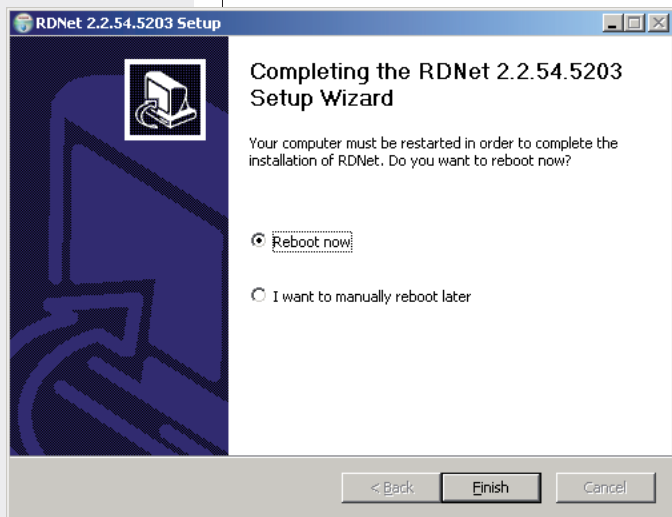 RDNet 2.2.54.5203 Setup
Completing the RDNet 2.2.54.5203
Setup Wizard
Your computer must be restarted in order to complete the
installation of RDNet. Do you want to reboot now?
Reboot now
I want to manually reboot later
< Back
Finish
Cancel